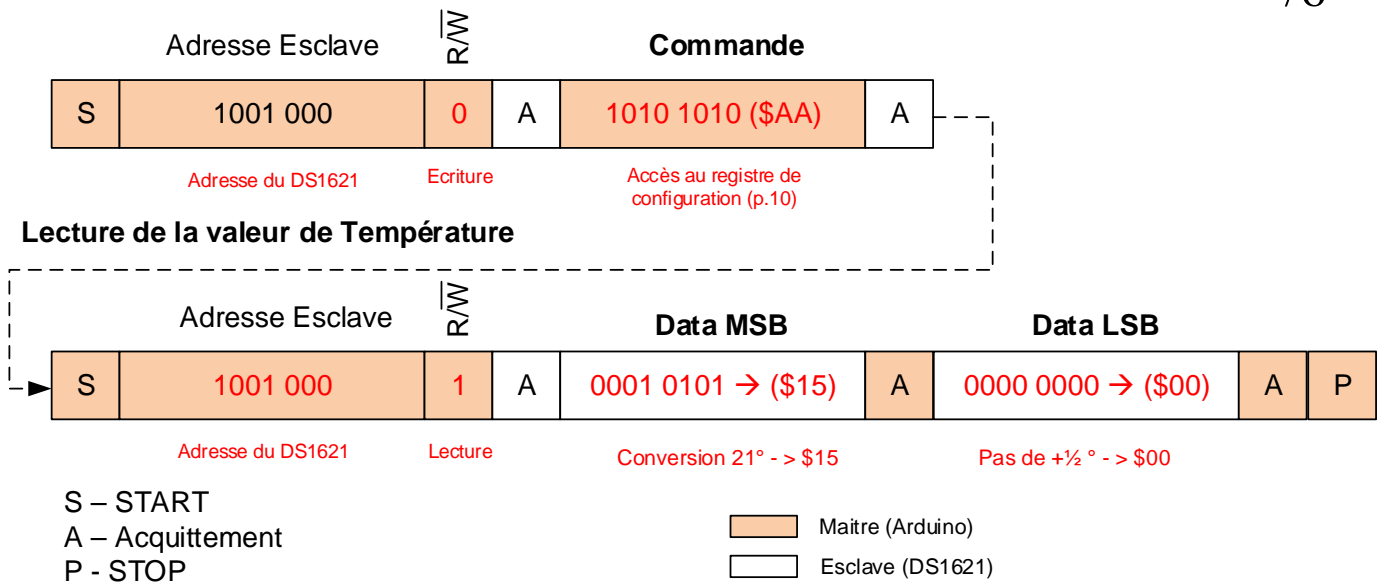 Adresse Esclave R/W Commande
S 1001 000 0 A 1010 1010 ($AA) A
Adresse du DS1621 Ecriture Accès au registre de
configuration (p.10)
Lecture de la valeur de Température
Adresse Esclave R/W Data MSB Data LSB
S 1001 000 1 A 0001 0101 → ($15) A 0000 0000 → ($00) A P
Adresse du DS1621 Lecture Conversion 21° - > $15 Pas de +½ ° - > $00
S – START
A – Acquittement
P - STOP
Maitre (Arduino)
Esclave (DS1621)